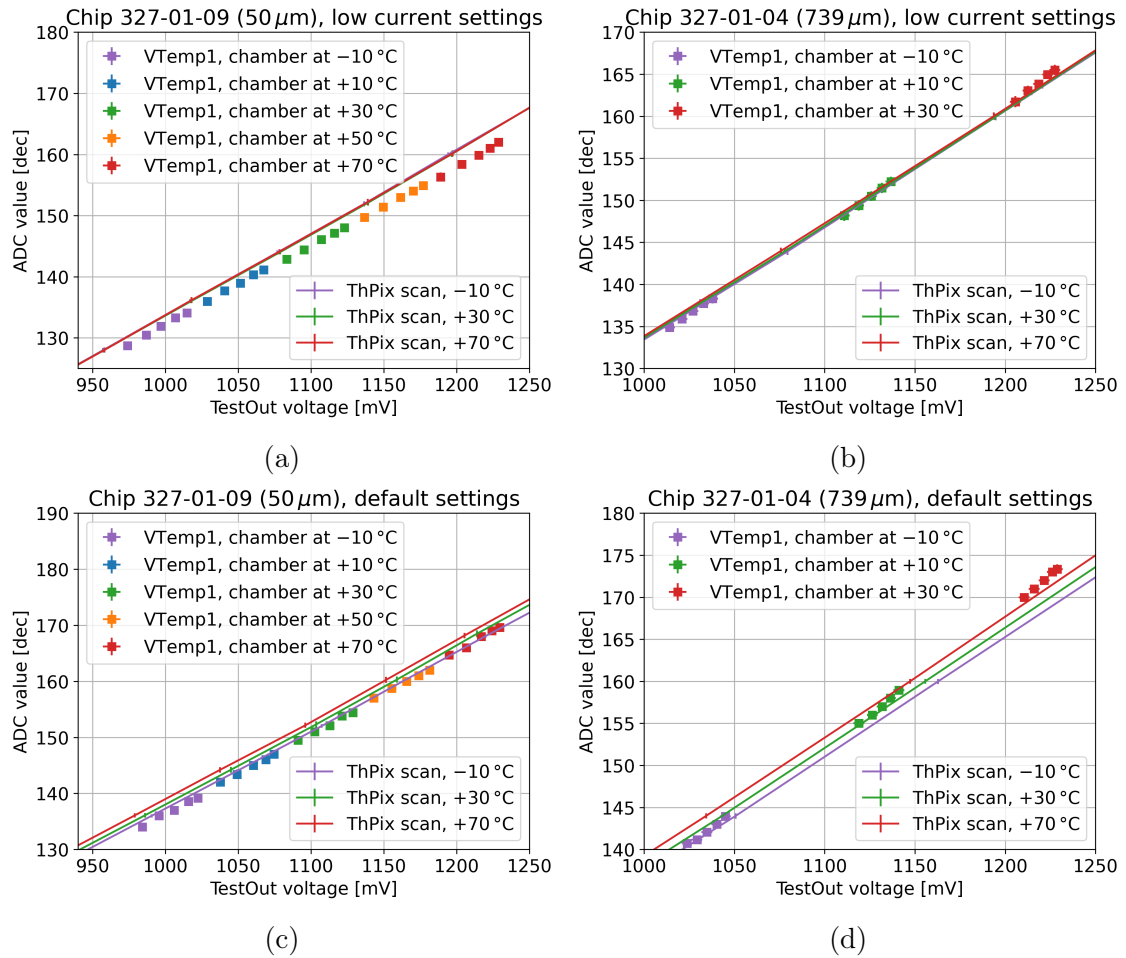 Chip 327-01-09 (50 μm), low current settings
180
170
160
150
140
130
ADC value [dec]
VTemp1, chamber at −10 °C
VTemp1, chamber at +10 °C
VTemp1, chamber at +30 °C
VTemp1, chamber at +50 °C
VTemp1, chamber at +70 °C
ThPix scan, −10 °C
ThPix scan, +30 °C
ThPix scan, +70 °C
950 1000 1050 1100 1150 1200 1250
TestOut voltage [mV]
(a)
Chip 327-01-04 (739 μm), low current settings
170
165
160
155
150
145
140
135
130
ADC value [dec]
VTemp1, chamber at −10 °C
VTemp1, chamber at +10 °C
VTemp1, chamber at +30 °C
ThPix scan, −10 °C
ThPix scan, +30 °C
ThPix scan, +70 °C
1000 1050 1100 1150 1200 1250
TestOut voltage [mV]
(b)
Chip 327-01-09 (50 μm), default settings
190
180
170
160
150
140
130
ADC value [dec]
VTemp1, chamber at −10 °C
VTemp1, chamber at +10 °C
VTemp1, chamber at +30 °C
VTemp1, chamber at +50 °C
VTemp1, chamber at +70 °C
ThPix scan, −10 °C
ThPix scan, +30 °C
ThPix scan, +70 °C
950 1000 1050 1100 1150 1200 1250
TestOut voltage [mV]
(c)
Chip 327-01-04 (739 μm), default settings
180
175
170
165
160
155
150
145
140
ADC value [dec]
VTemp1, chamber at −10 °C
VTemp1, chamber at +10 °C
VTemp1, chamber at +30 °C
ThPix scan, −10 °C
ThPix scan, +30 °C
ThPix scan, +70 °C
1000 1050 1100 1150 1200 1250
TestOut voltage [mV]
(d)